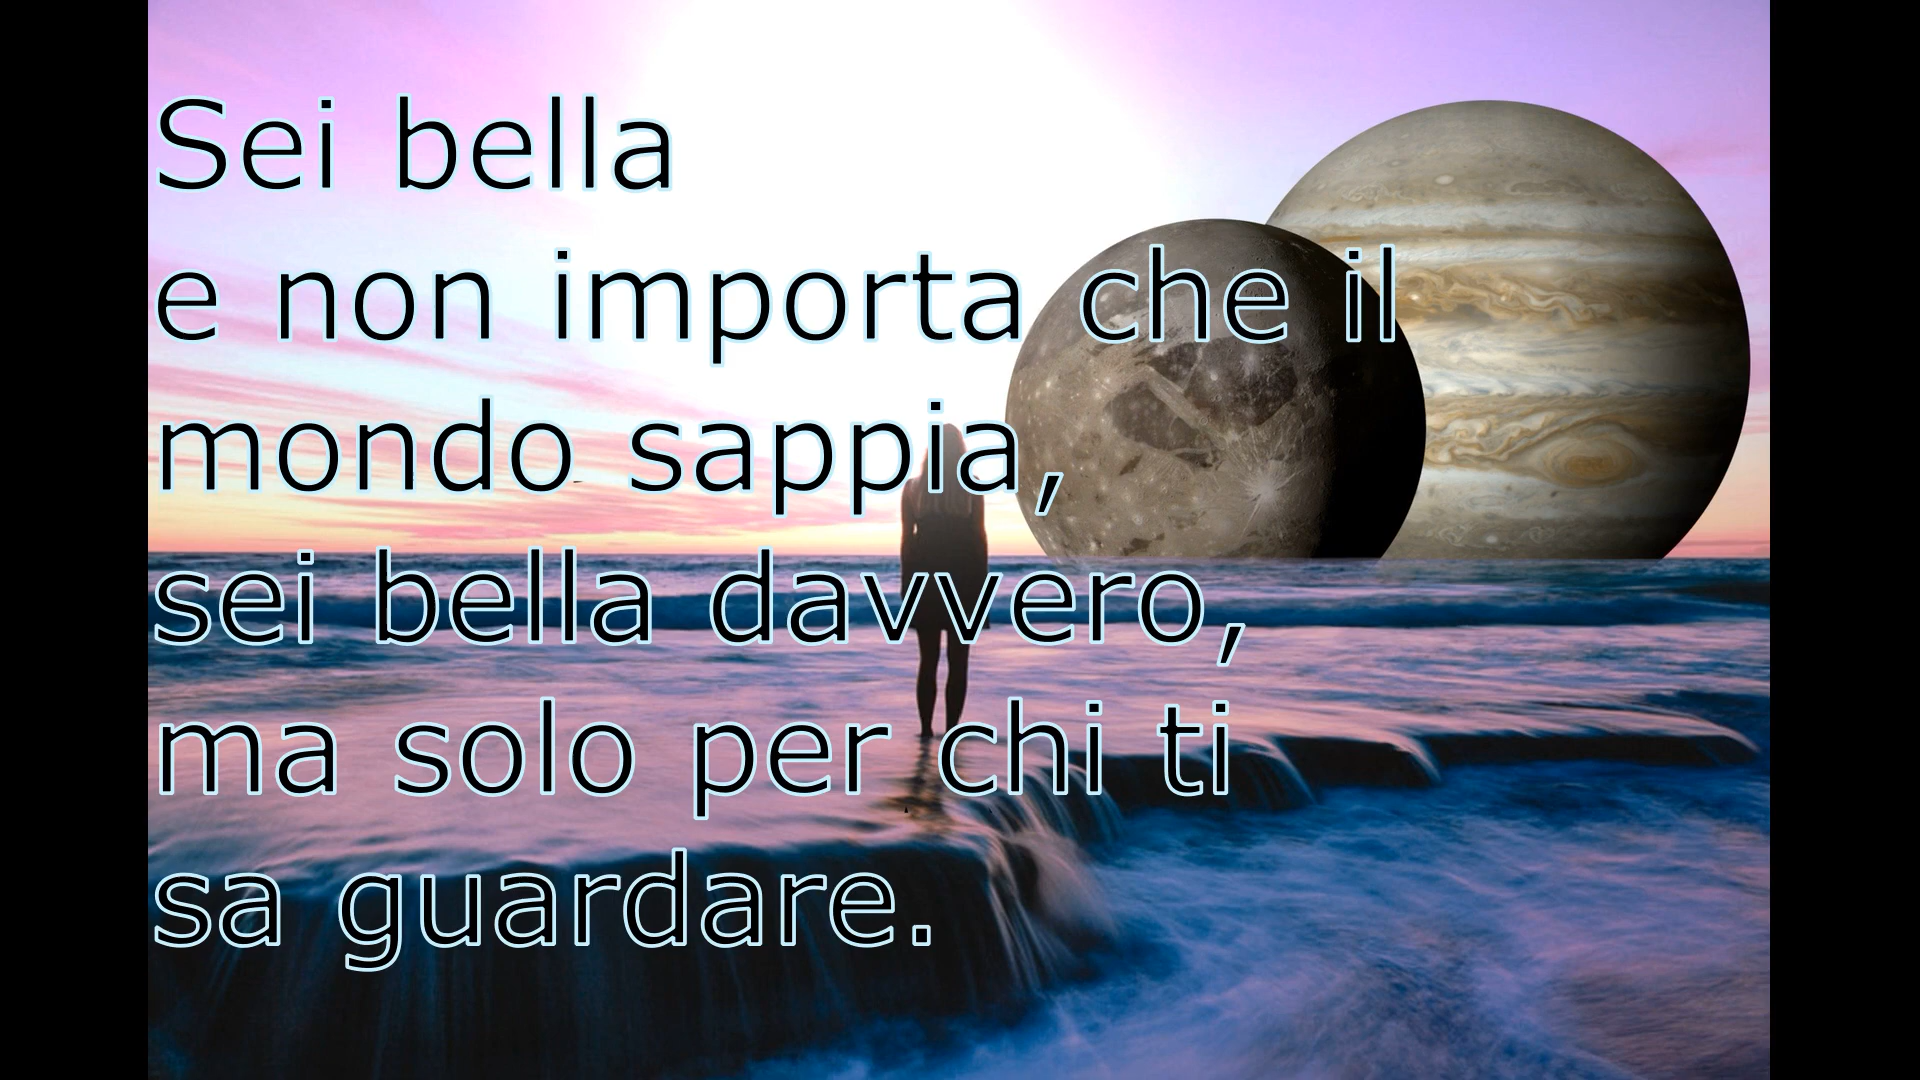 Sei bella
e non importa che il
mondo sappia,
sei bella davvero,
ma solo per chi ti
sa guardare.